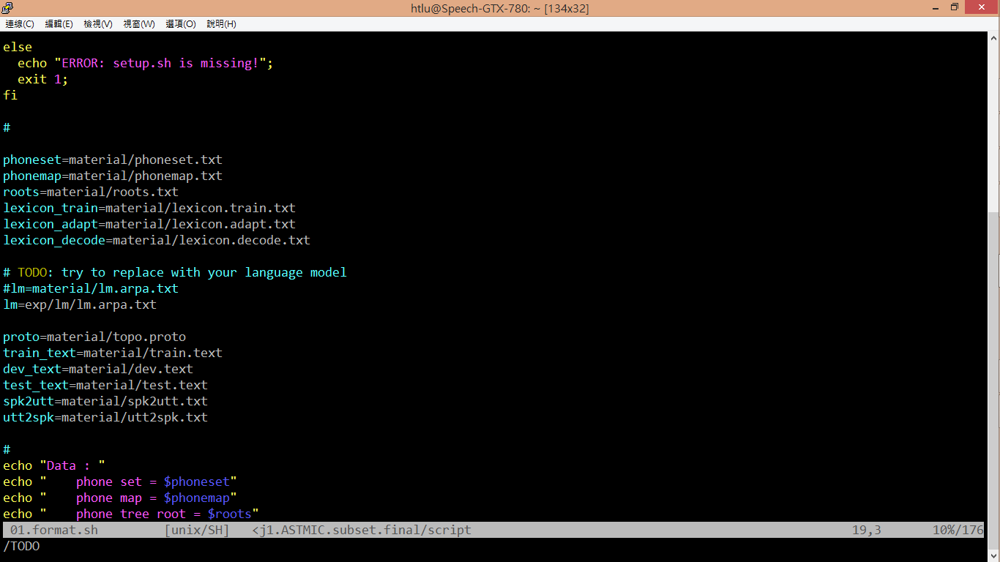 htlu@Speech-GTX-780: ~ [134x32]
連線(C) 編輯(E) 檢視(V) 視窗(W) 選項(O) 說明(H)
else
  echo "ERROR: setup.sh is missing!";
  exit 1;
fi
#
phoneset=material/phoneset.txt
phonemap=material/phonemap.txt
roots=material/roots.txt
lexicon_train=material/lexicon.train.txt
lexicon_adapt=material/lexicon.adapt.txt
lexicon_decode=material/lexicon.decode.txt
# TODO: try to replace with your language model
#lm=material/lm.arpa.txt
lm=exp/lm/lm.arpa.txt
proto=material/topo.proto
train_text=material/train.text
dev_text=material/dev.text
test_text=material/test.text
spk2utt=material/spk2utt.txt
utt2spk=material/utt2spk.txt
#
echo "Data : "
echo "    phone set = $phoneset"
echo "    phone map = $phonemap"
echo "    phone tree root = $roots"
01.format.sh [unix/SH] <j1.ASTMIC.subset.final/script 19,3 10%/176
/TODO